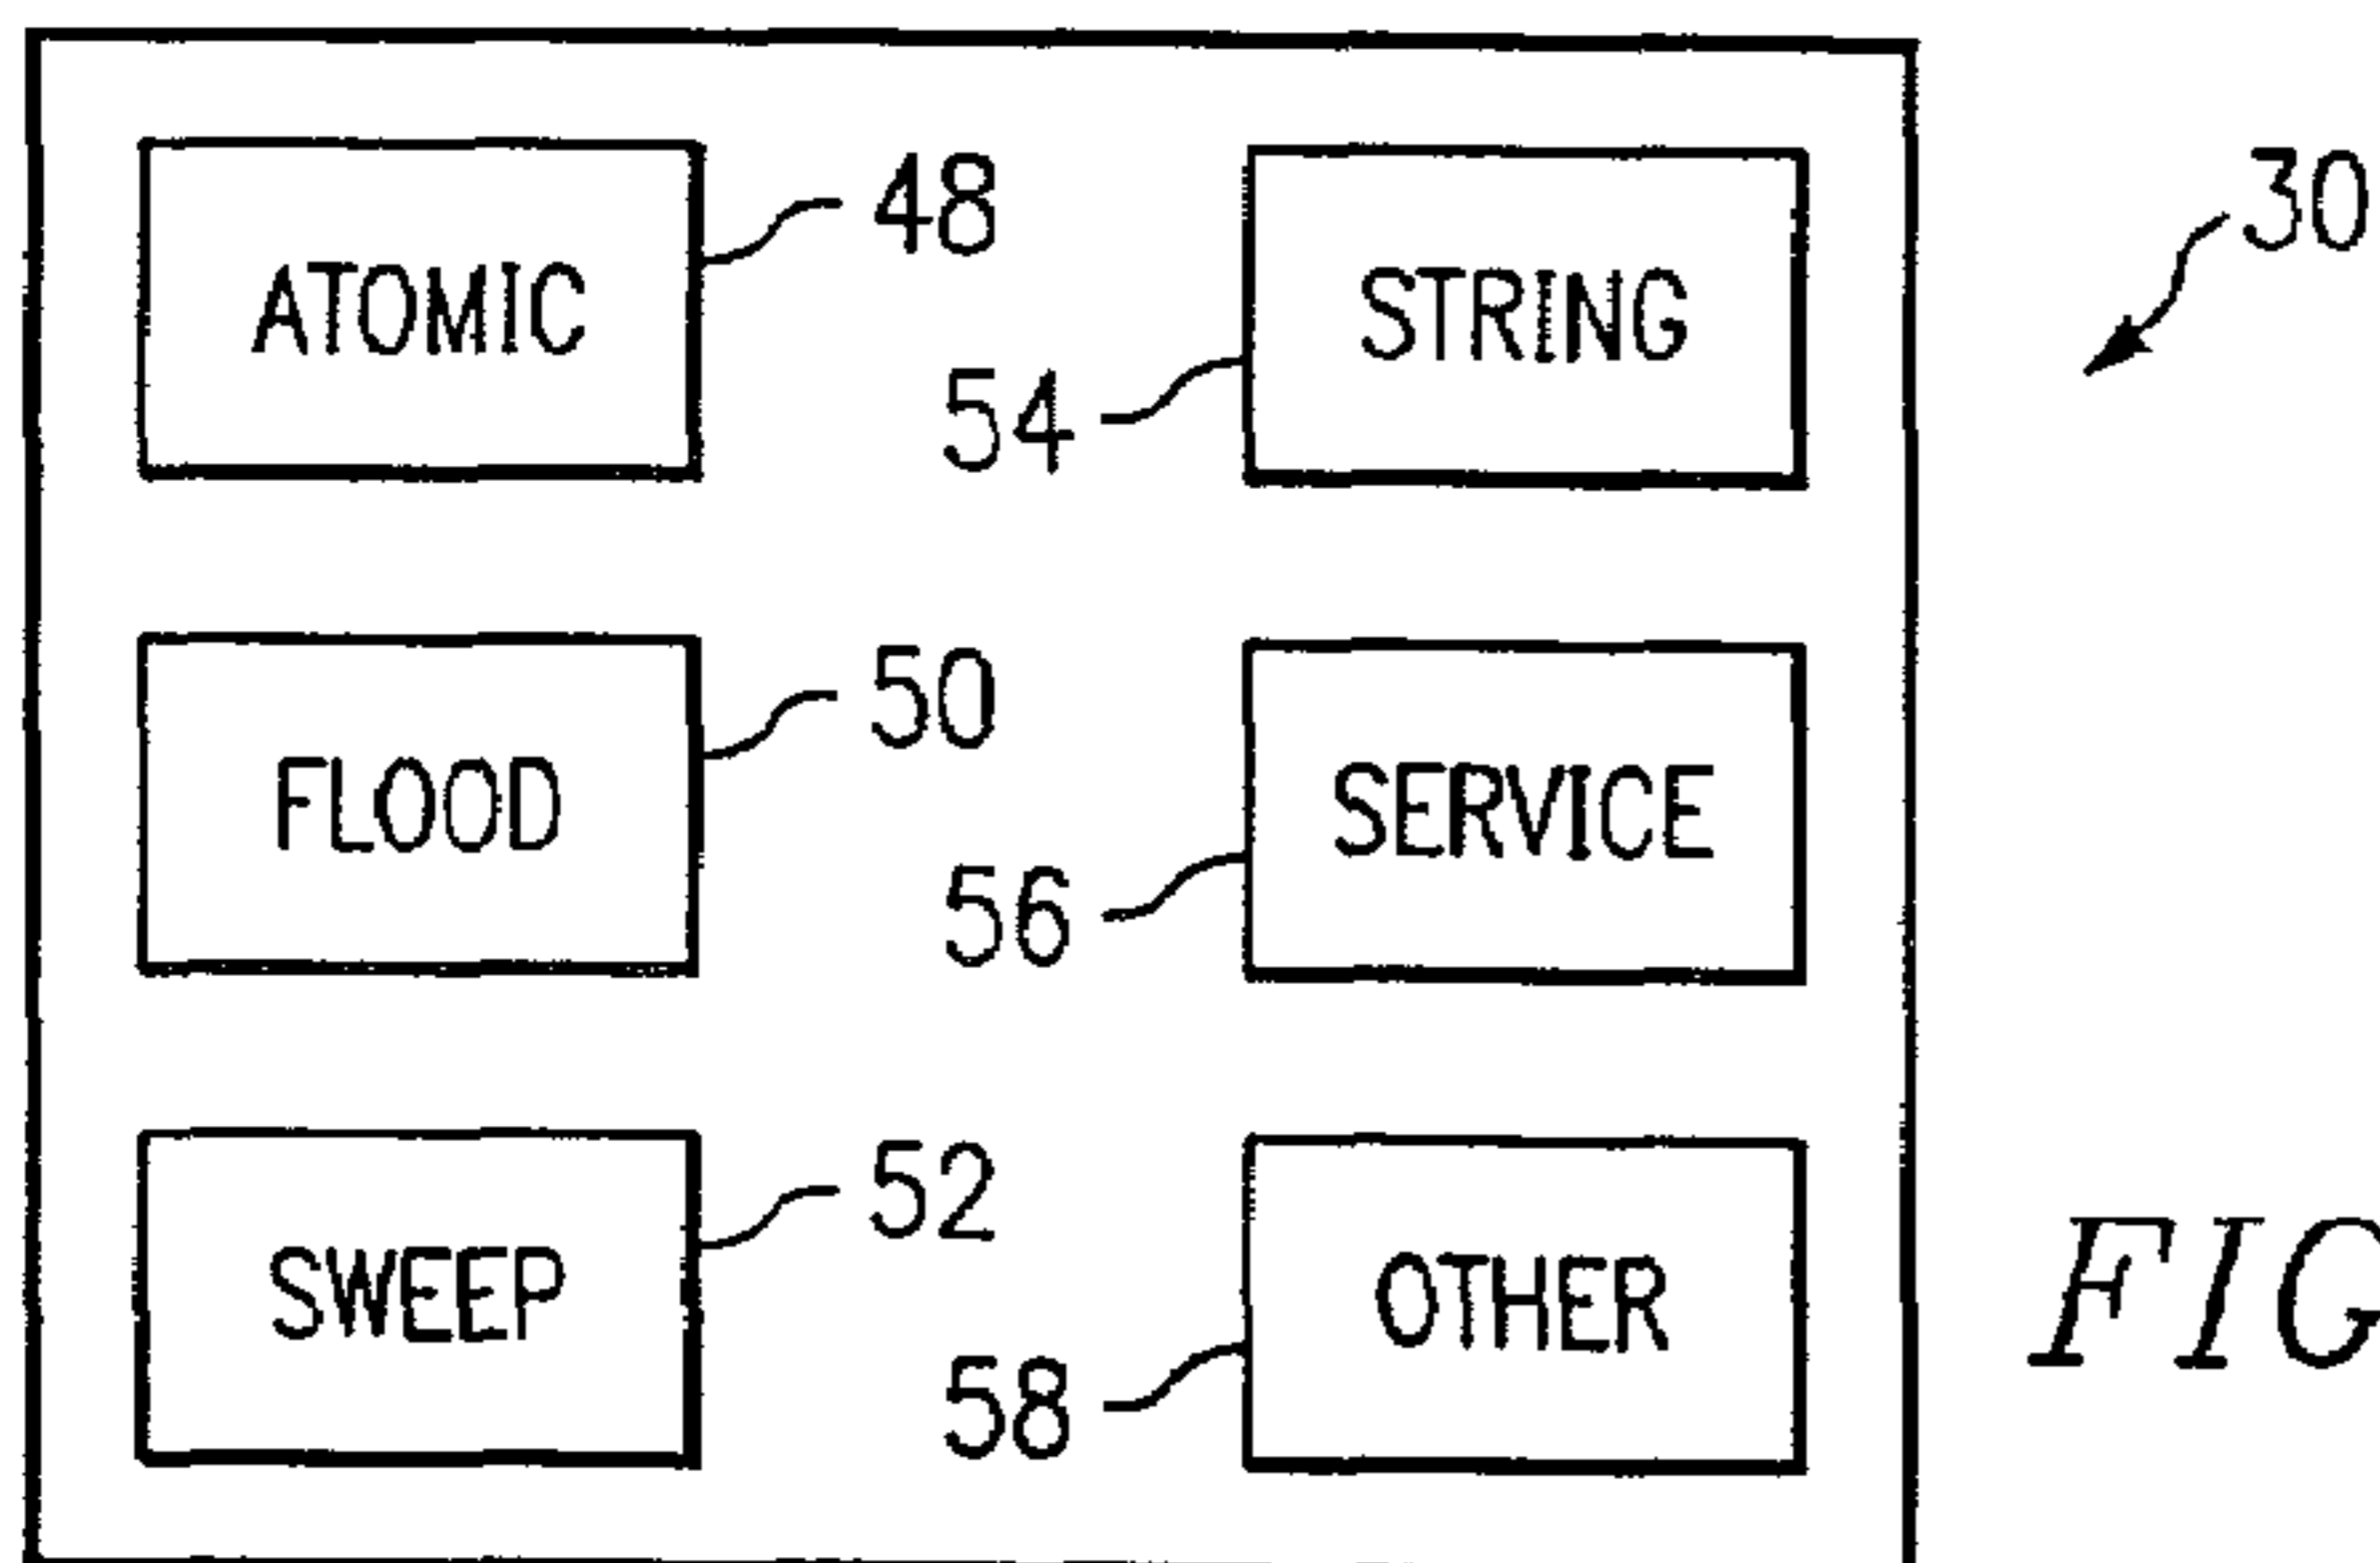 ATOMIC
48
STRING
54
30
FLOOD
50
SERVICE
56
SWEEP
52
OTHER
58
FIG